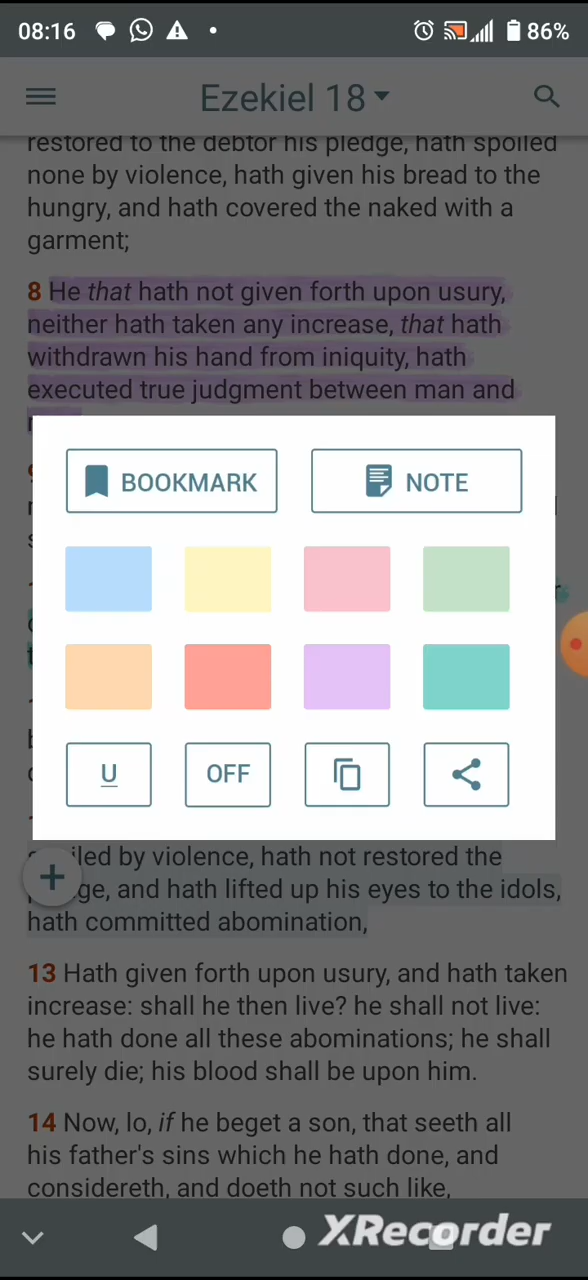 08:16
86%
Ezekiel 18
restored to the debtor his pledge, hath spoiled
none by violence, hath given his bread to the
hungry, and hath covered the naked with a
garment;
8 He that hath not given forth upon usury,
neither hath taken any increase, that hath
withdrawn his hand from iniquity, hath
executed true judgment between man and
BOOKMARK
NOTE
U
OFF
by violence, hath not restored the
and hath lifted up his eyes to the idols,
hath committed abomination,
13 Hath given forth upon usury, and hath taken
increase: shall he then live? he shall not live:
he hath done all these abominations; he shall
surely die; his blood shall be upon him.
14 Now, lo, if he beget a son, that seeth all
his father's sins which he hath done, and
considereth, and doeth not such like,
XRecorder